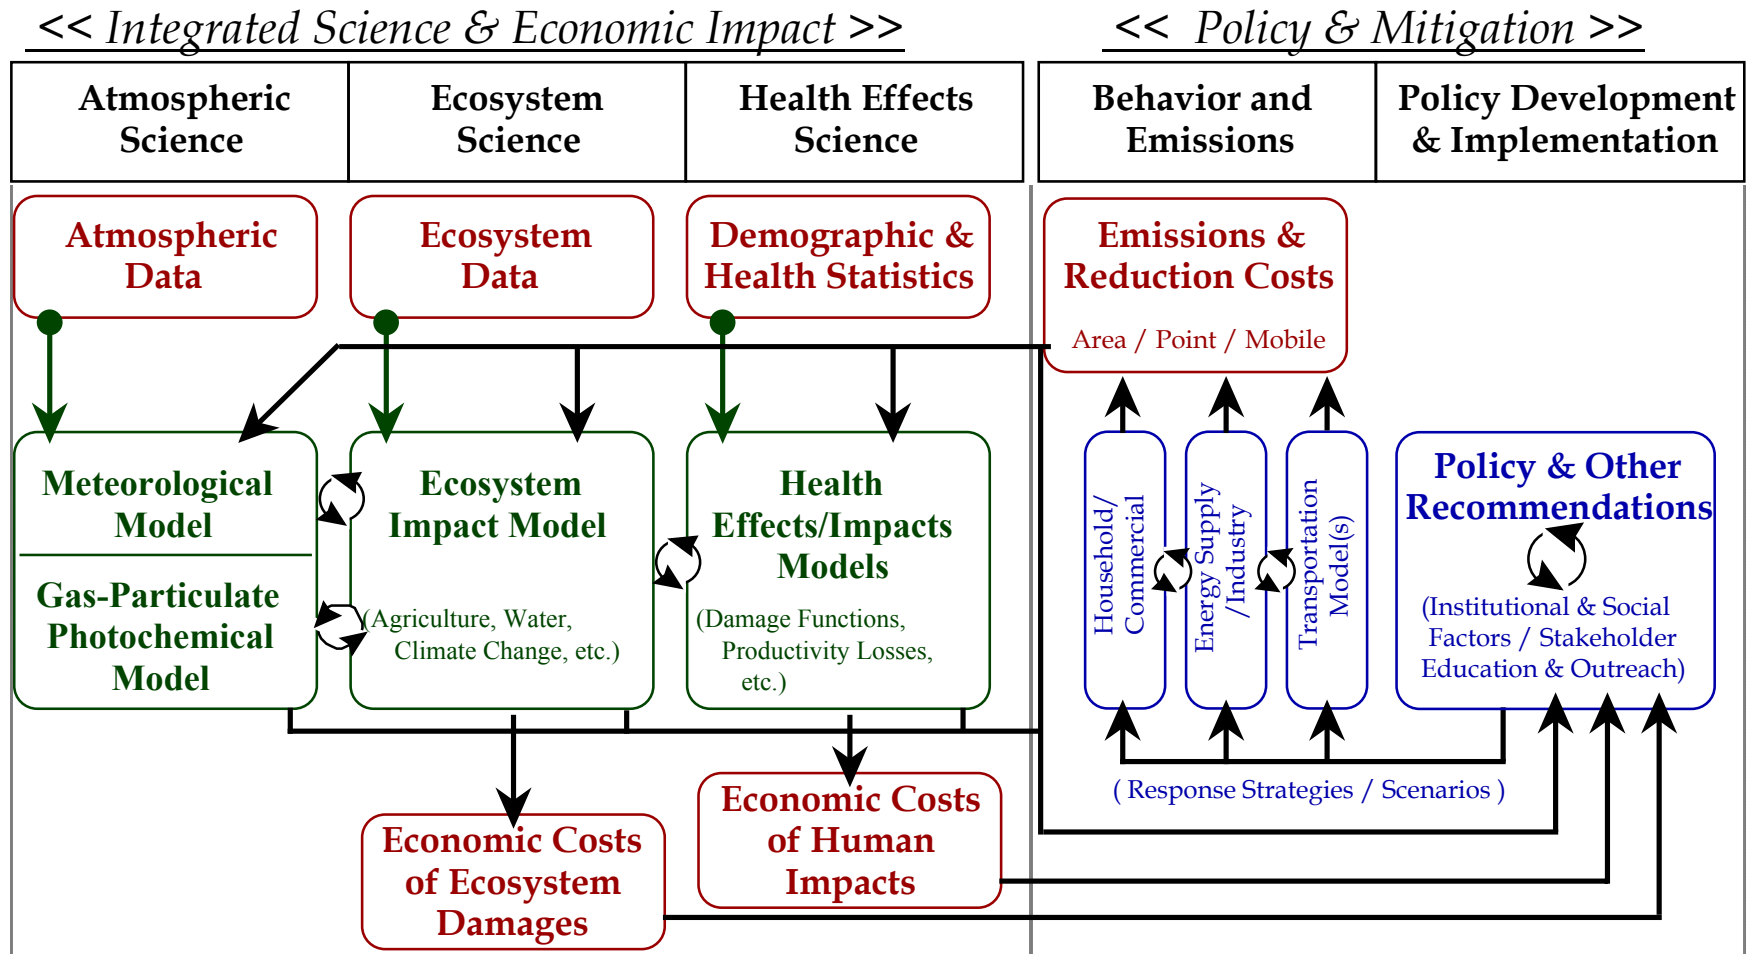 << Integrated Science & Economic Impact >>
<< Policy & Mitigation >>
Atmospheric
Science
Ecosystem
Science
Health Effects
Science
Behavior and
Emissions
Policy Development
& Implementation
Atmospheric
Data
Ecosystem
Data
Demographic &
Health Statistics
Emissions &
Reduction Costs
Area / Point / Mobile
Meteorological
Model
Gas-Particulate
Photochemical
Model
Ecosystem
Impact Model
(Agriculture, Water,
Climate Change, etc.)
Health
Effects/Impacts
Models
(Damage Functions,
Productivity Losses,
etc.)
Household/
Commercial
Energy Supply
/Industry
Transportation
Model(s)
Policy & Other
Recommendations
(Institutional & Social
Factors / Stakeholder
Education & Outreach)
( Response Strategies / Scenarios )
Economic Costs
of Human
Impacts
Economic Costs
of Ecosystem
Damages